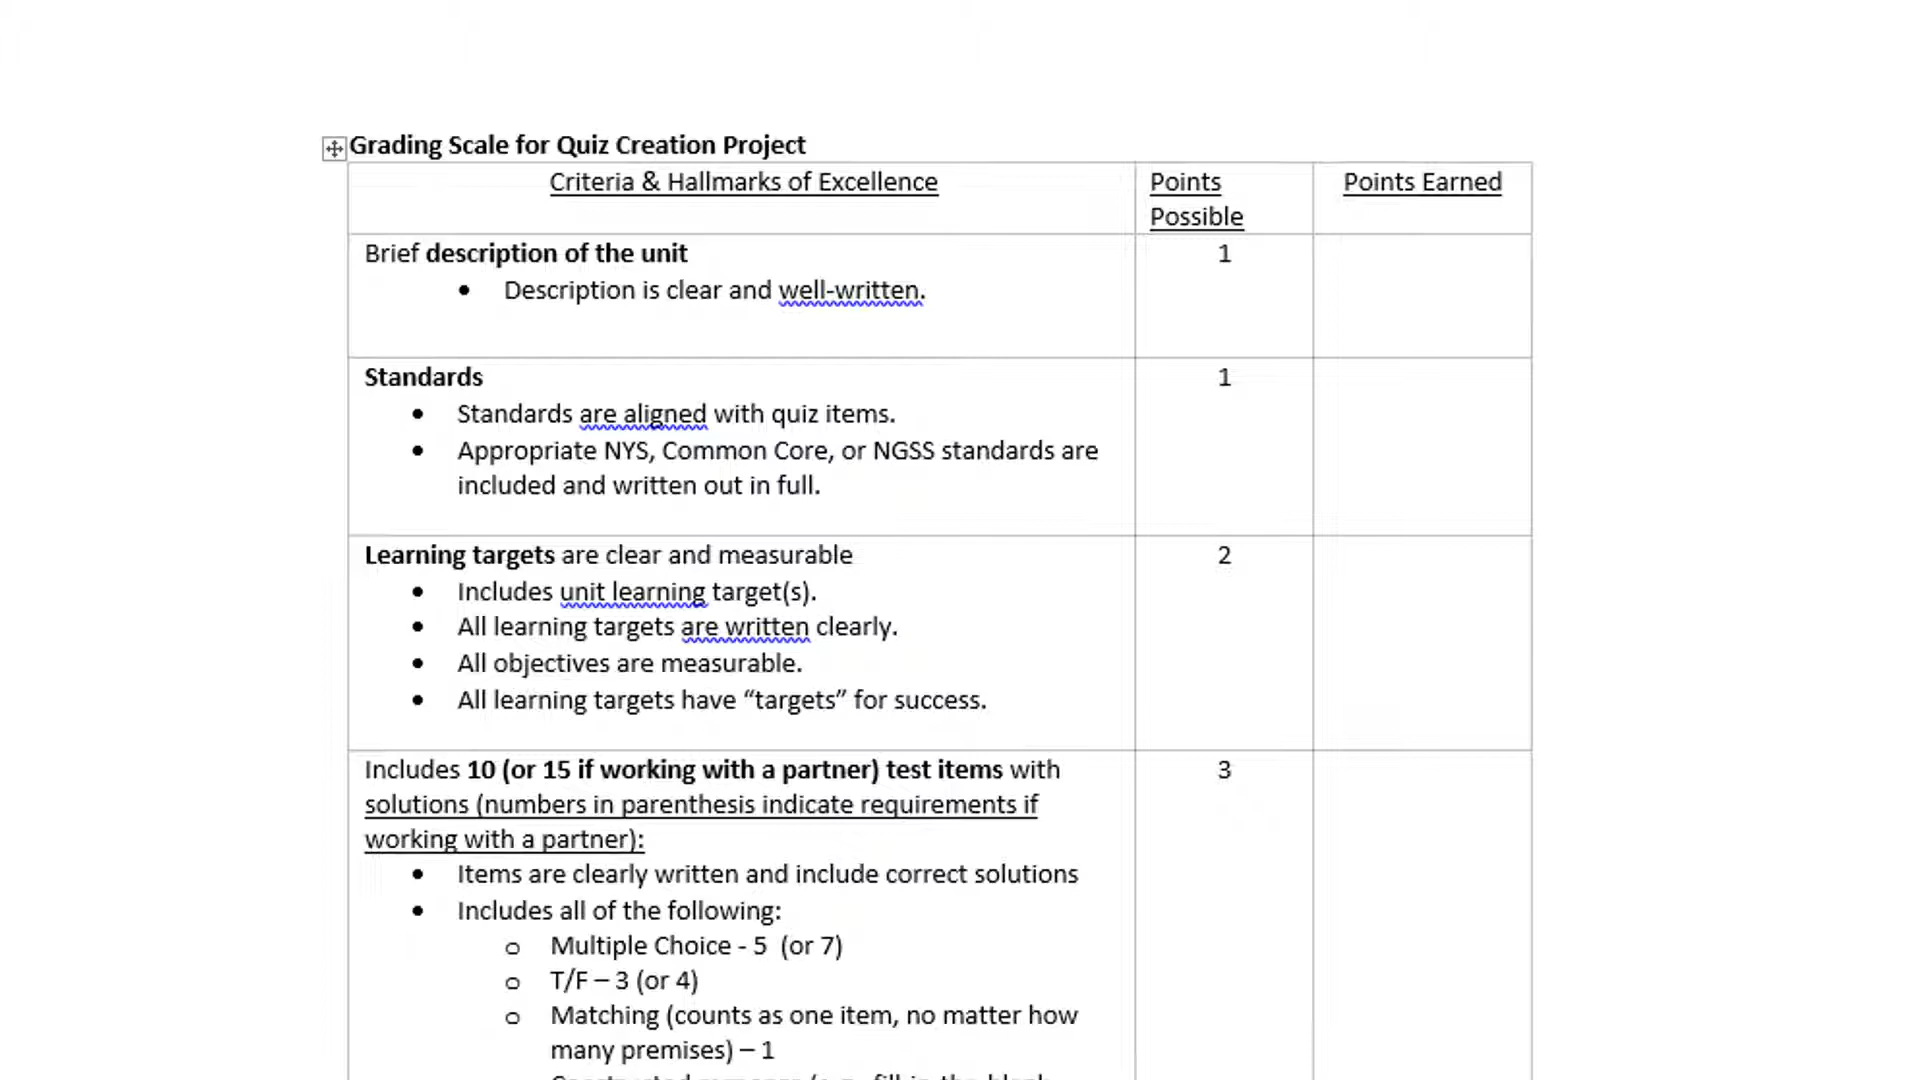 Grading Scale for Quiz Creation Project
Criteria & Hallmarks of Excellence
Points
Possible
Points Earned
Brief description of the unit
1
• Description is clear and well-written.
Standards
1
• Standards are aligned with quiz items.
• Appropriate NYS, Common Core, or NGSS standards are
included and written out in full.
Learning targets are clear and measurable
2
• Includes unit learning target(s).
• All learning targets are written clearly.
• All objectives are measurable.
• All learning targets have “targets” for success.
Includes 10 (or 15 if working with a partner) test items with
3
solutions (numbers in parenthesis indicate requirements if
working with a partner):
• Items are clearly written and include correct solutions
• Includes all of the following:
o Multiple Choice - 5  (or 7)
o T/F – 3 (or 4)
o Matching (counts as one item, no matter how
many premises) – 1